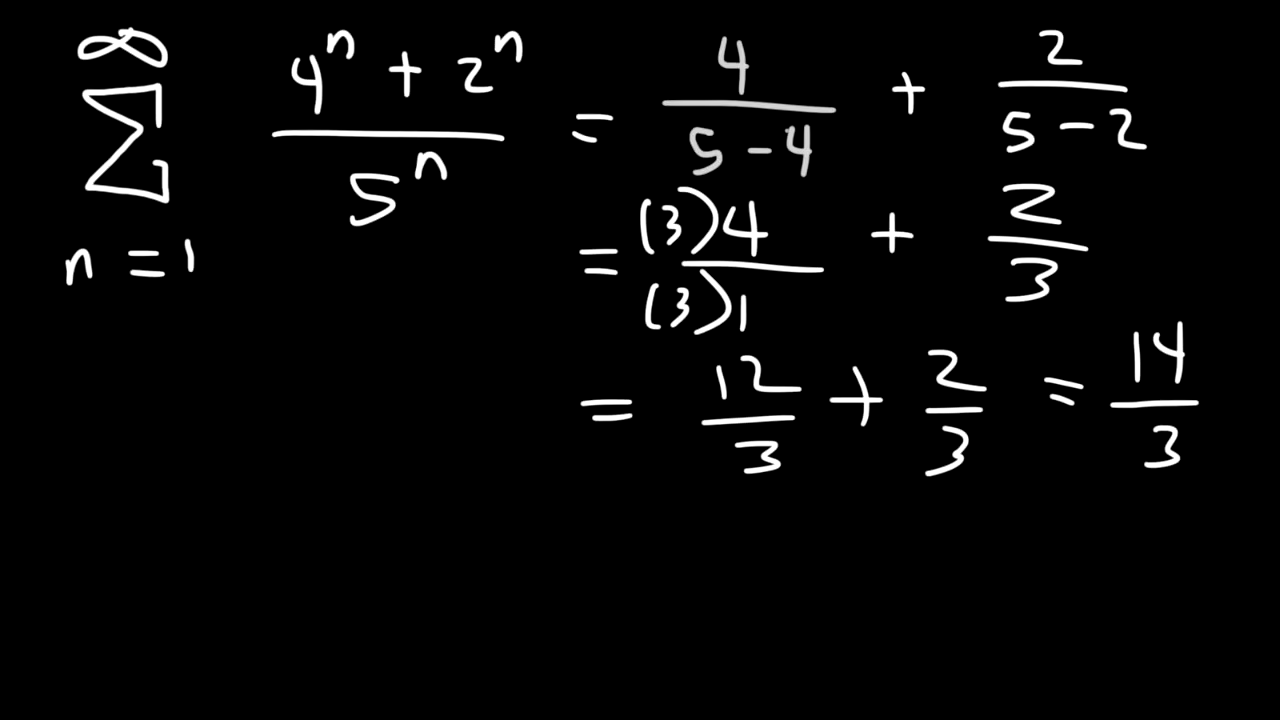 ∞
Σ (4^n + 2^n)/(5^n) = 4/(5-4) + 2/(5-2)
n=1
= (3)4/(3)1 + 2/3
= 12/3 + 2/3 = 14/3